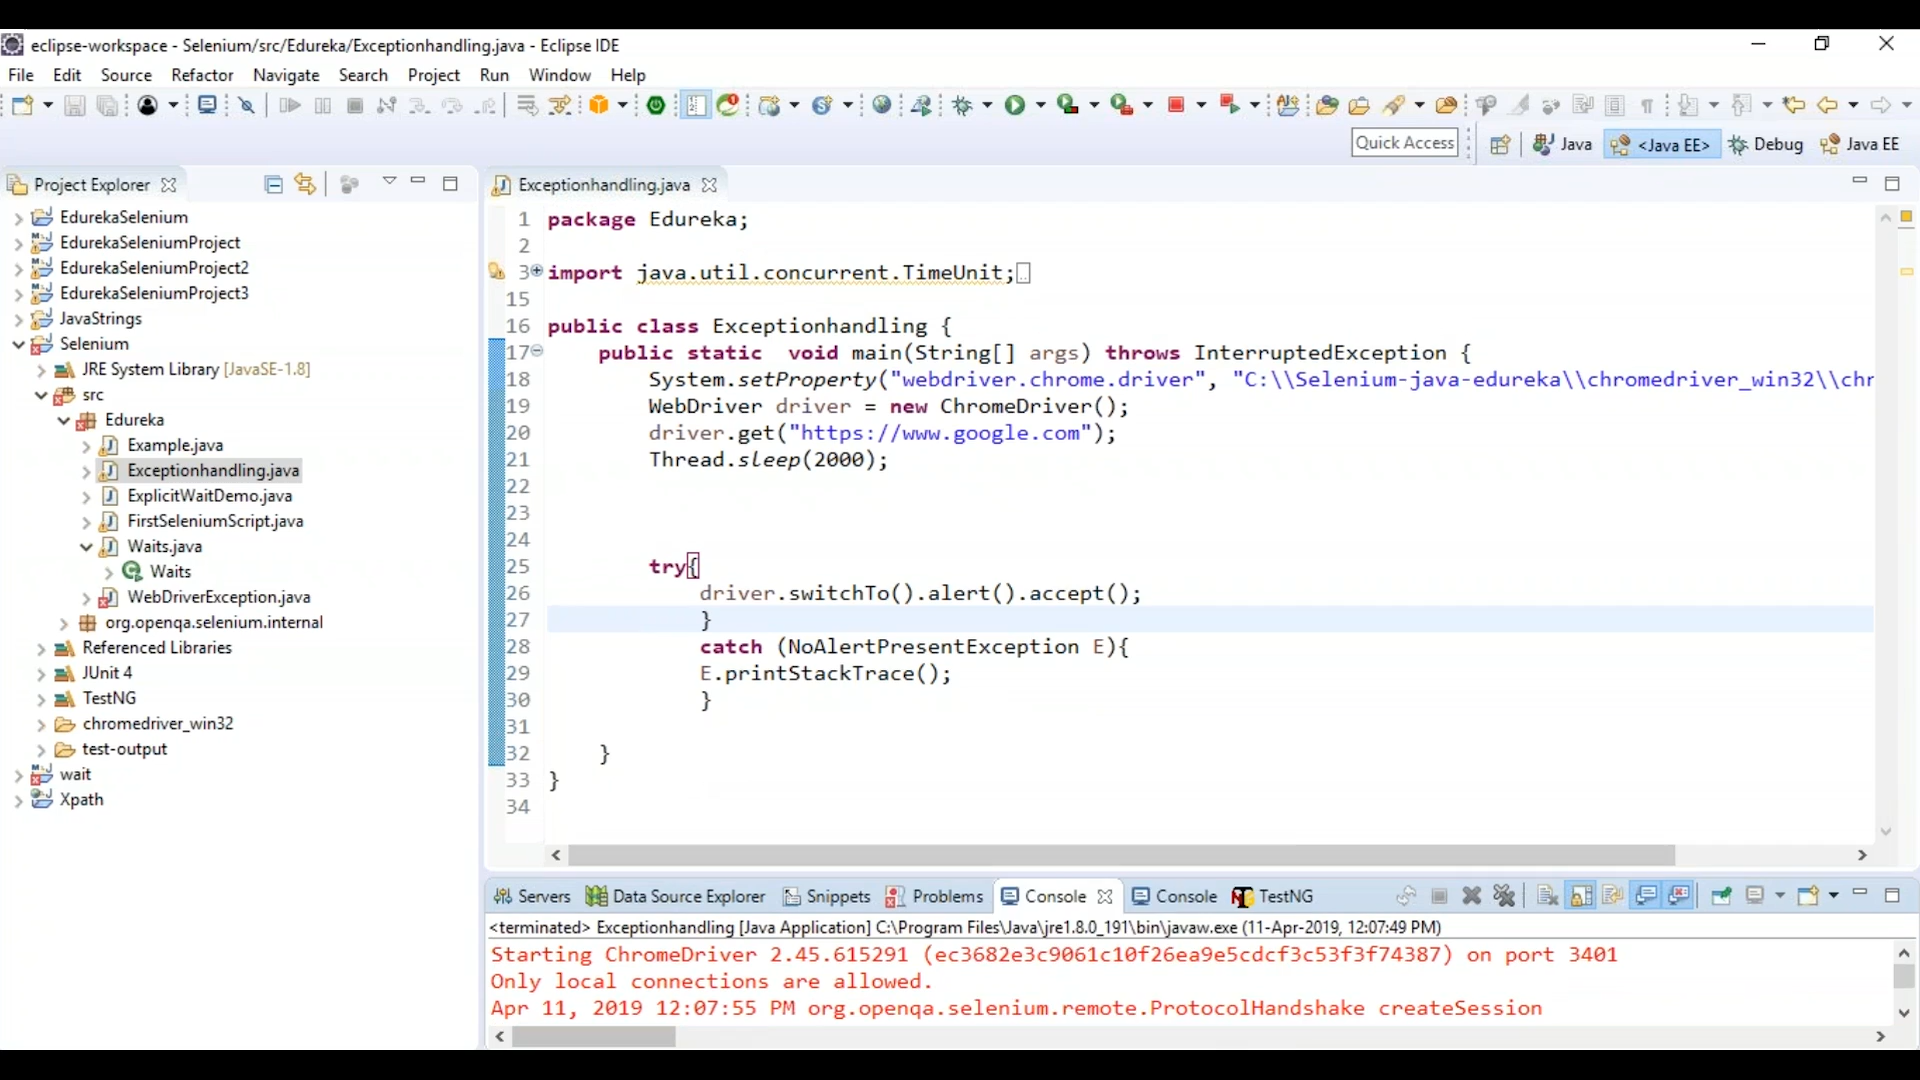 eclipse-workspace - Selenium/src/Edureka/Exceptionhandling.java - Eclipse IDE
File Edit Source Refactor Navigate Search Project Run Window Help
Quick Access Java <Java EE> Debug Java EE
Project Explorer
EdurekaSelenium
EdurekaSeleniumProject
EdurekaSeleniumProject2
EdurekaSeleniumProject3
JavaStrings
Selenium
JRE System Library [JavaSE-1.8]
src
Edureka
Example.java
Exceptionhandling.java
ExplicitWaitDemo.java
FirstSeleniumScript.java
Waits.java
Waits
WebDriverException.java
org.openqa.selenium.internal
Referenced Libraries
JUnit 4
TestNG
chromedriver_win32
test-output
wait
Xpath
Exceptionhandling.java
1 package Edureka;
2
3 import java.util.concurrent.TimeUnit;
15
16 public class Exceptionhandling {
17 public static void main(String[] args) throws InterruptedException {
18 System.setProperty("webdriver.chrome.driver", "C:\\Selenium-java-edureka\\chromedriver_win32\\chr
19 WebDriver driver = new ChromeDriver();
20 driver.get("https://www.google.com");
21 Thread.sleep(2000);
22
23
24
25 try{
26 driver.switchTo().alert().accept();
27 }
28 catch (NoAlertPresentException E){
29 E.printStackTrace();
30 }
31
32 }
33 }
34
Servers Data Source Explorer Snippets Problems Console Console TestNG
<terminated> Exceptionhandling [Java Application] C:\Program Files\Java\jre1.8.0_191\bin\javaw.exe (11-Apr-2019, 12:07:49 PM)
Starting ChromeDriver 2.45.615291 (ec3682e3c9061c10f26ea9e5cdcf3c53f3f74387) on port 3401
Only local connections are allowed.
Apr 11, 2019 12:07:55 PM org.openqa.selenium.remote.ProtocolHandshake createSession